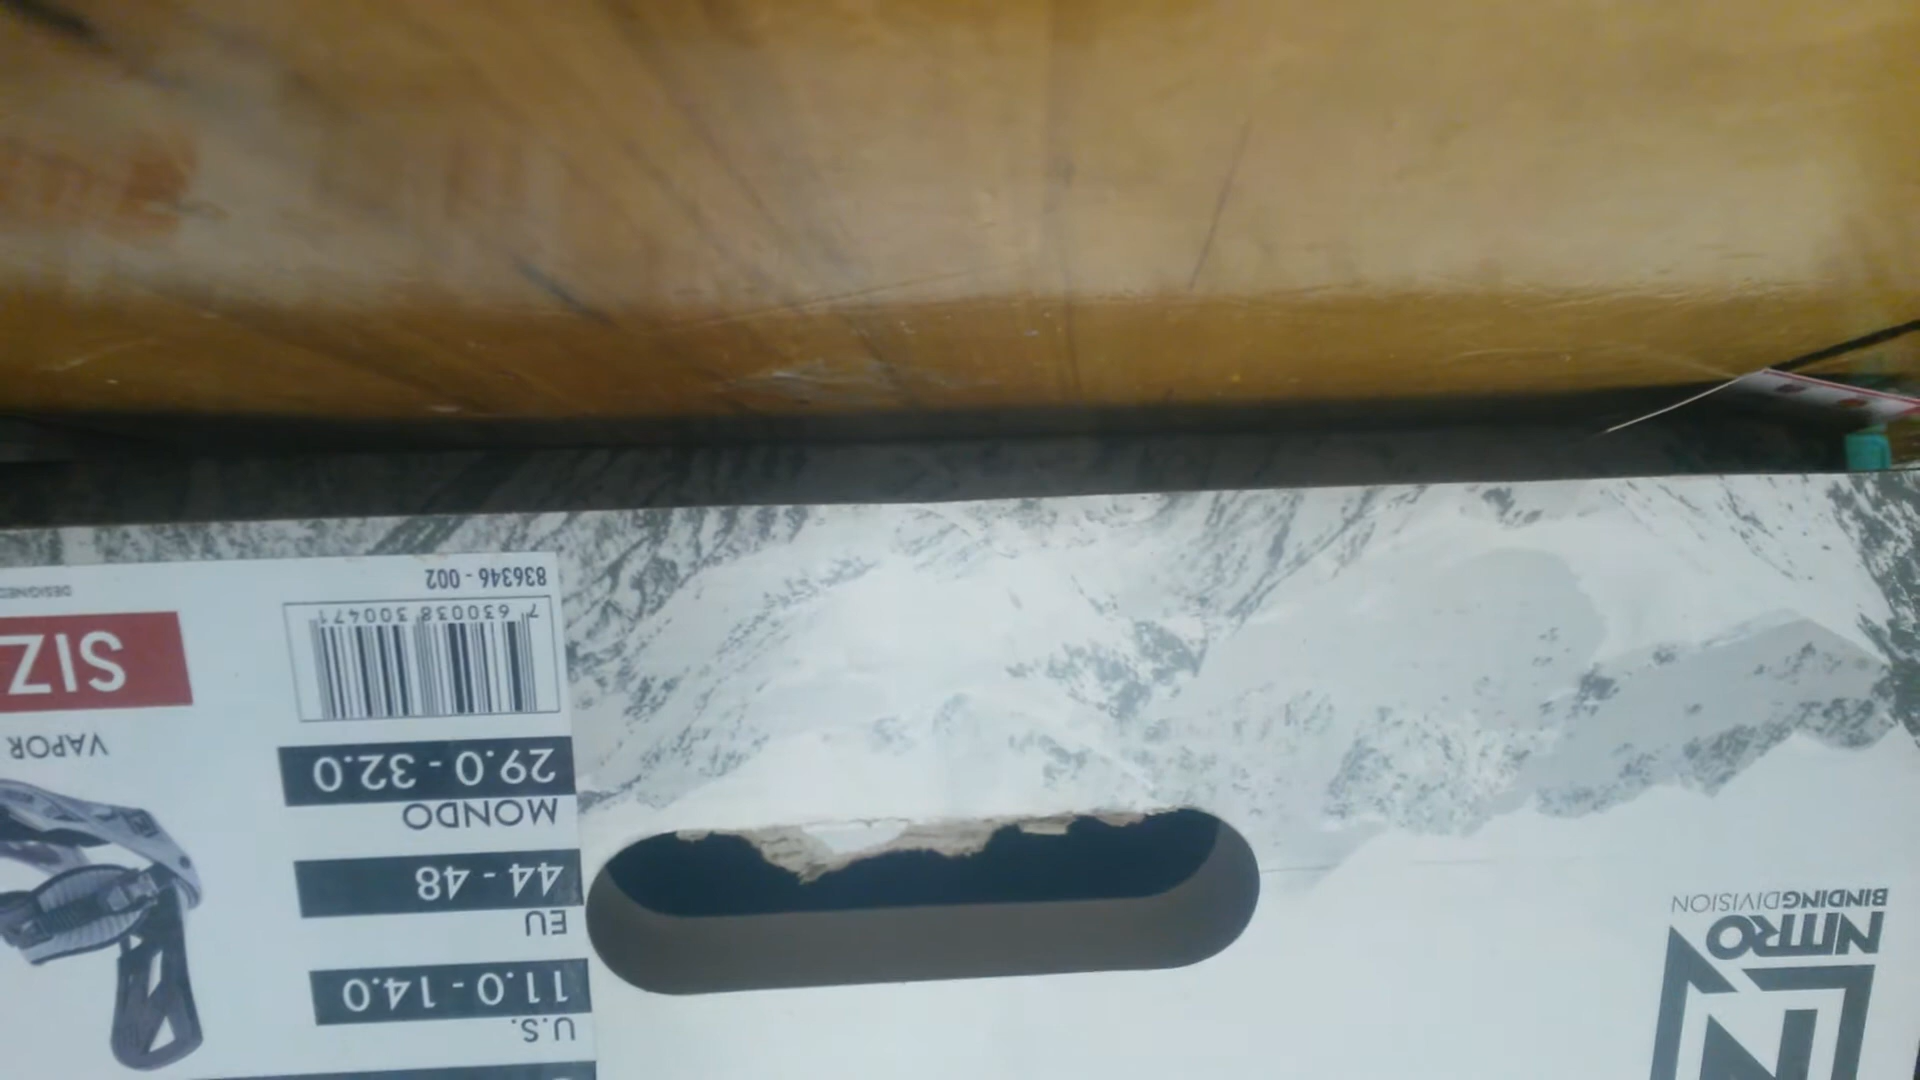 U.S.
11.0 - 14.0
EU
44 - 48
MONDO
29.0 - 32.0
7 630038 300471
836346 - 002
VAPOR
SIZ
DESIGNED
N
NITRO
BINDINGDIVISION